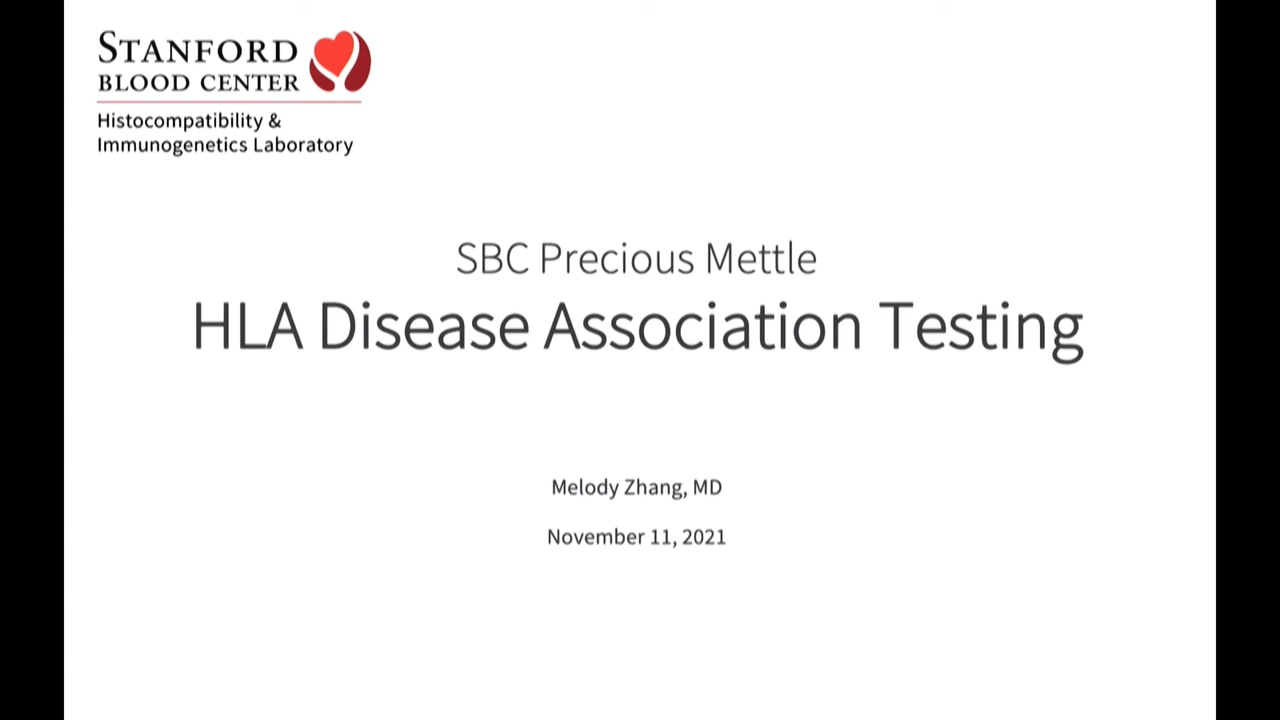 STANFORD
BLOOD CENTER
Histocompatibility &
Immunogenetics Laboratory
SBC Precious Mettle
HLA Disease Association Testing
Melody Zhang, MD
November 11, 2021